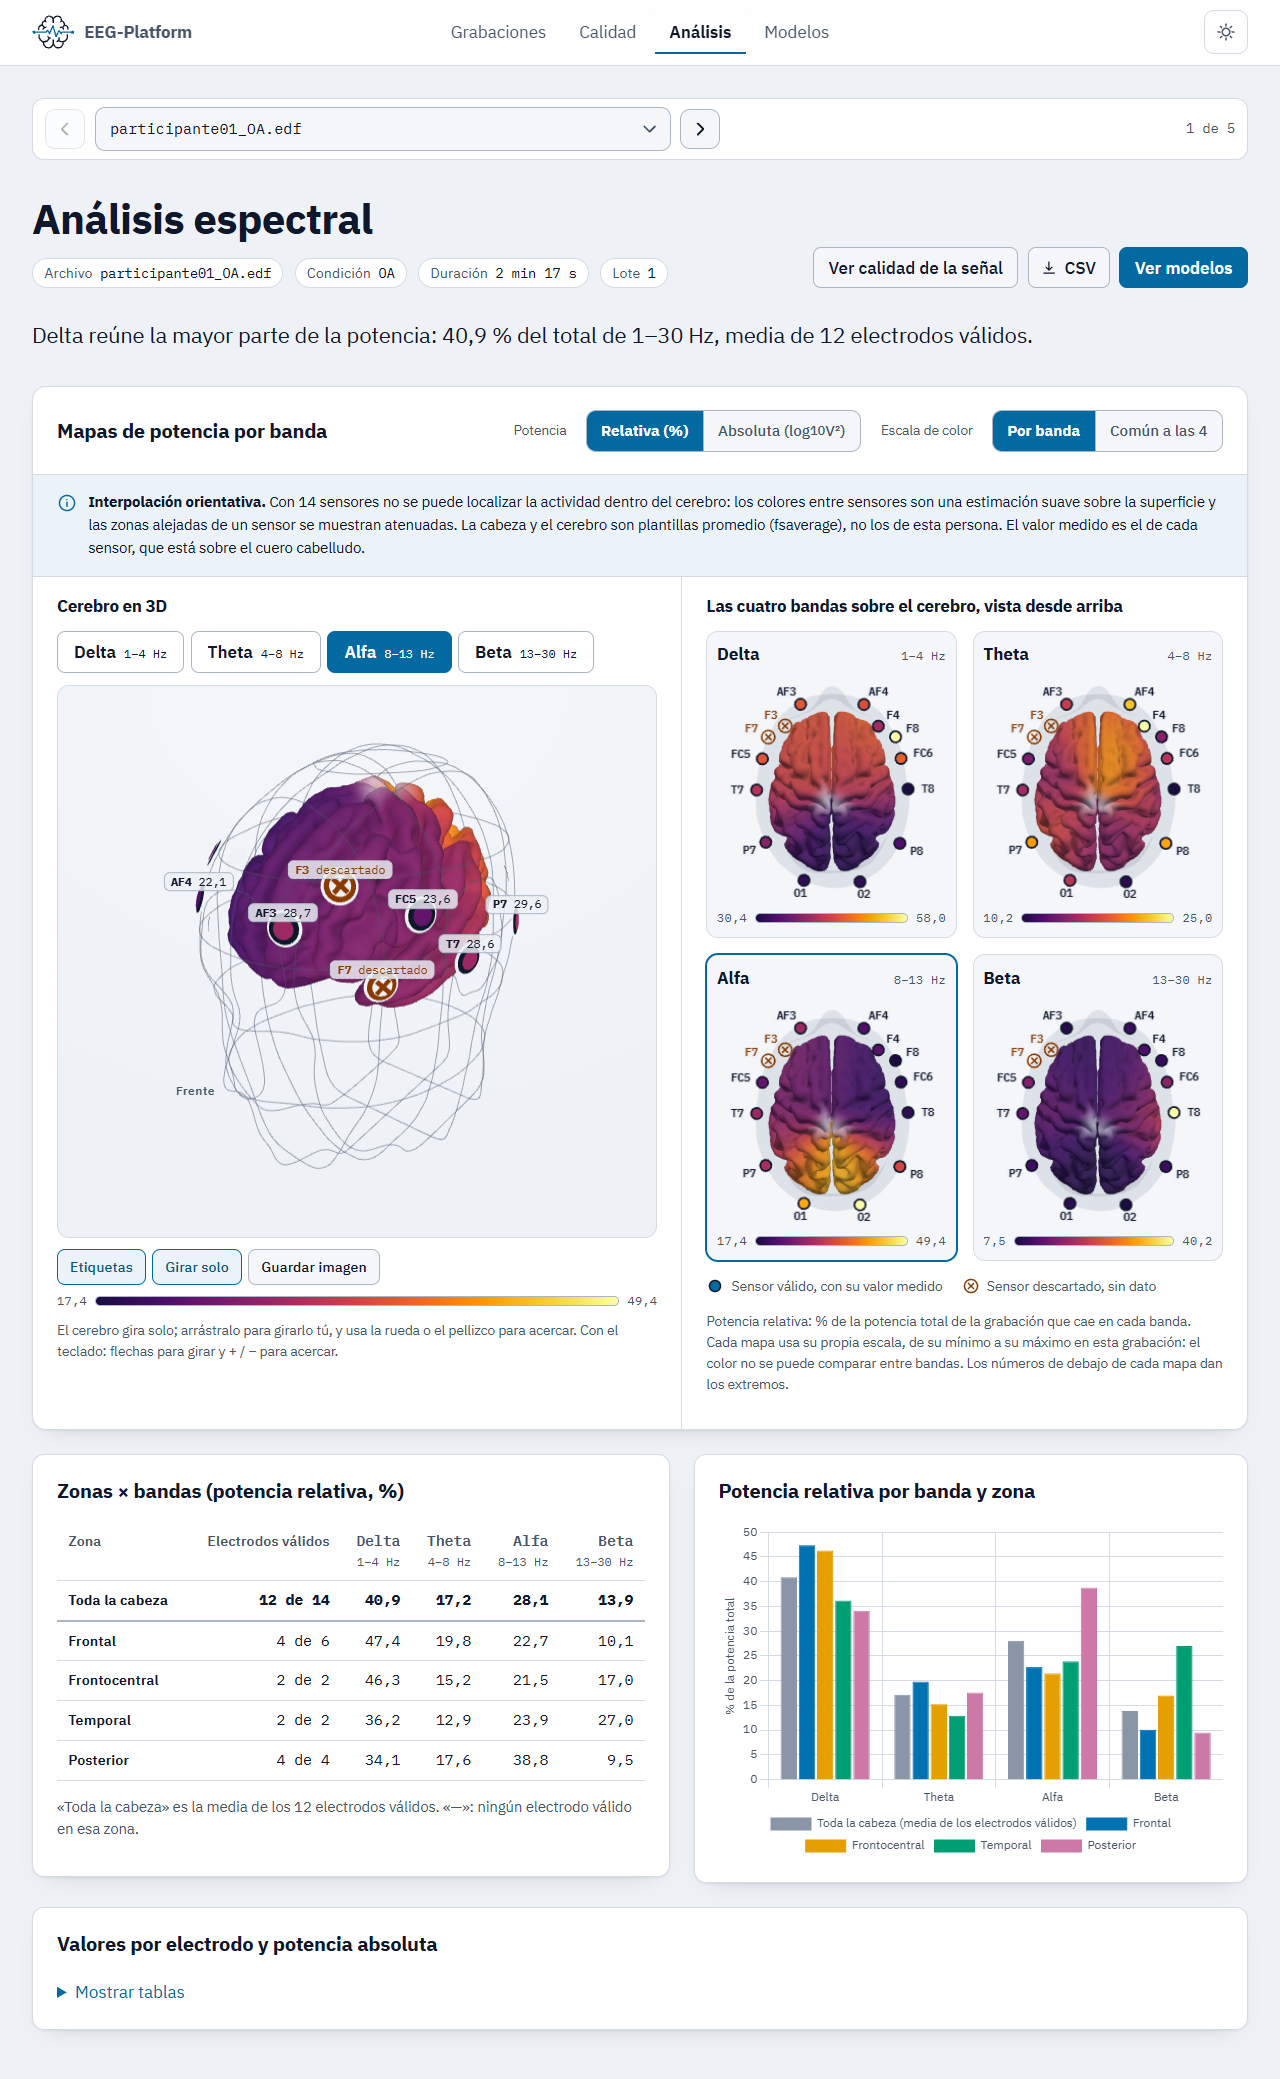 EEG-Platform
Grabaciones Calidad Análisis Modelos
participante01_OA.edf
1 de 5
Análisis espectral
Archivo participante01_OA.edf
Condición OA
Duración 2 min 17 s
Lote 1
Ver calidad de la señal
CSV
Ver modelos
Delta reúne la mayor parte de la potencia: 40,9 % del total de 1–30 Hz, media de 12 electrodos válidos.
Mapas de potencia por banda
Potencia
Relativa (%)
Absoluta (log10V²)
Escala de color
Por banda
Común a las 4
Interpolación orientativa. Con 14 sensores no se puede localizar la actividad dentro del cerebro: los colores entre sensores son una estimación suave sobre la superficie y
las zonas alejadas de un sensor se muestran atenuadas. La cabeza y el cerebro son plantillas promedio (fsaverage), no los de esta persona. El valor medido es el de cada
sensor, que está sobre el cuero cabelludo.
Cerebro en 3D
Delta 1–4 Hz
Theta 4–8 Hz
Alfa 8–13 Hz
Beta 13–30 Hz
F3 descartado
AF4 22,1
FC5 23,6
P7 29,6
AF3 28,7
T7 28,6
F7 descartado
Frente
Etiquetas
Girar solo
Guardar imagen
17,4
49,4
El cerebro gira solo; arrástralo para girarlo tú, y usa la rueda o el pellizco para acercar. Con el
teclado: flechas para girar y + / − para acercar.
Las cuatro bandas sobre el cerebro, vista desde arriba
Delta 1–4 Hz
AF3 AF4
F3 F4
F7 F8
FC5 FC6
T7 T8
P7 P8
O1 O2
30,4 58,0
Theta 4–8 Hz
AF3 AF4
F3 F4
F7 F8
FC5 FC6
T7 T8
P7 P8
O1 O2
10,2 25,0
Alfa 8–13 Hz
AF3 AF4
F3 F4
F7 F8
FC5 FC6
T7 T8
P7 P8
O1 O2
17,4 49,4
Beta 13–30 Hz
AF3 AF4
F3 F4
F7 F8
FC5 FC6
T7 T8
P7 P8
O1 O2
7,5 40,2
Sensor válido, con su valor medido
Sensor descartado, sin dato
Potencia relativa: % de la potencia total de la grabación que cae en cada banda.
Cada mapa usa su propia escala, de su mínimo a su máximo en esta grabación: el
color no se puede comparar entre bandas. Los números de debajo de cada mapa dan
los extremos.
Zonas × bandas (potencia relativa, %)
Zona Electrodos válidos Delta Theta Alfa Beta
1–4 Hz 4–8 Hz 8–13 Hz 13–30 Hz
Toda la cabeza 12 de 14 40,9 17,2 28,1 13,9
Frontal 4 de 6 47,4 19,8 22,7 10,1
Frontocentral 2 de 2 46,3 15,2 21,5 17,0
Temporal 2 de 2 36,2 12,9 23,9 27,0
Posterior 4 de 4 34,1 17,6 38,8 9,5
«Toda la cabeza» es la media de los 12 electrodos válidos. «—»: ningún electrodo válido
en esa zona.
Potencia relativa por banda y zona
% de la potencia total
50
45
40
35
30
25
20
15
10
5
0
Delta Theta Alfa Beta
Toda la cabeza (media de los electrodos válidos) Frontal
Frontocentral Temporal Posterior
Valores por electrodo y potencia absoluta
Mostrar tablas